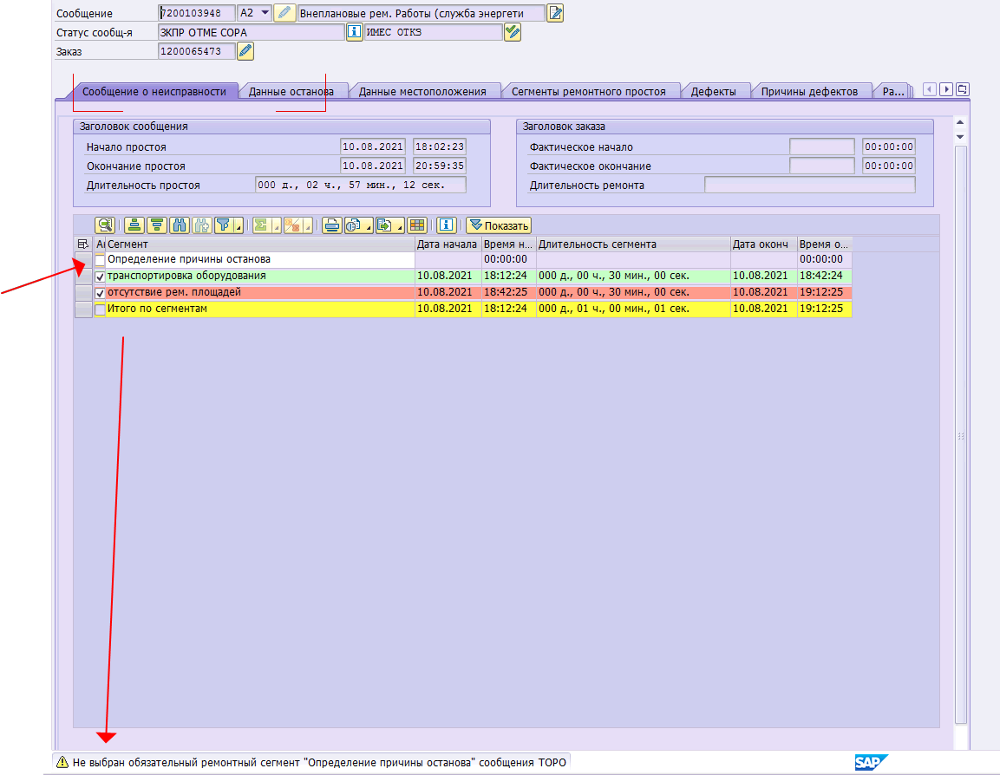 Сообщение 7200103948 A2 Внеплановые рем. Работы (служба энергети
Статус сообщ-я ЗКПР ОТМЕ СОРА ИМЕС ОТКЗ
Заказ 1200065473
Сообщение о неисправности Данные останова Данные местоположения Сегменты ремонтного простоя Дефекты Причины дефектов Ра...
Заголовок сообщения Заголовок заказа
Начало простоя 10.08.2021 18:02:23 Фактическое начало 00:00:00
Окончание простоя 10.08.2021 20:59:35 Фактическое окончание 00:00:00
Длительность простоя 000 д., 02 ч., 57 мин., 12 сек. Длительность ремонта
Показать
Сегмент Дата начала Время н... Длительность сегмента Дата оконч Время о...
Определение причины останова 00:00:00 00:00:00
транспортировка оборудования 10.08.2021 18:12:24 000 д., 00 ч., 30 мин., 00 сек. 10.08.2021 18:42:24
отсутствие рем. площадей 10.08.2021 18:42:25 000 д., 00 ч., 30 мин., 00 сек. 10.08.2021 19:12:25
Итого по сегментам 10.08.2021 18:12:24 000 д., 01 ч., 00 мин., 01 сек. 10.08.2021 19:12:25
Не выбран обязательный ремонтный сегмент "Определение причины останова" сообщения ТОРО
SAP